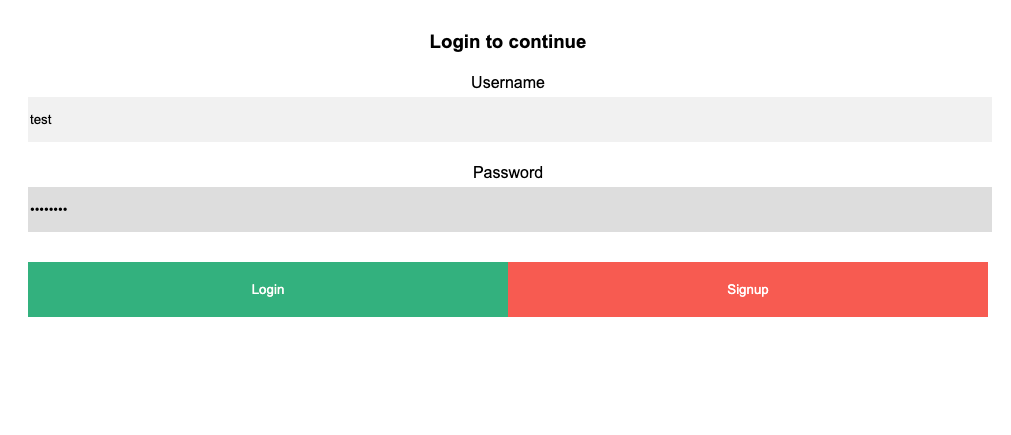 Login to continue
Username
test
Password
••••••••
Login Signup